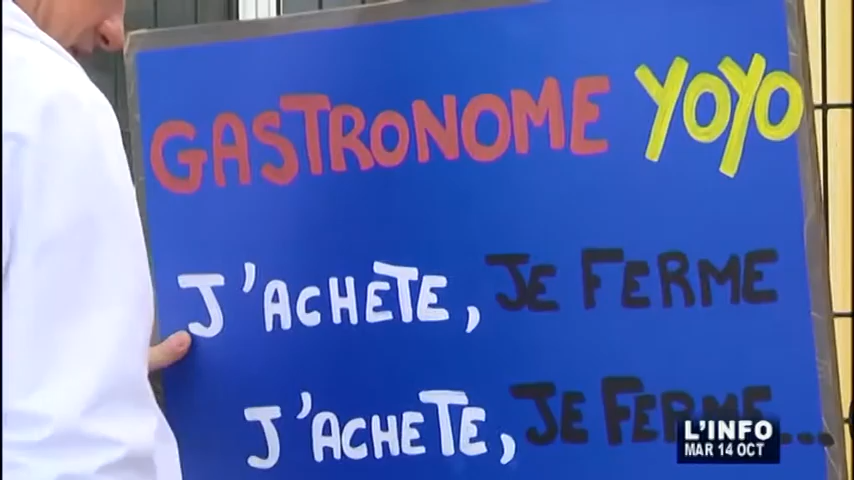 GASTRONOME YOYO
J'ACHETE, JE FERME
J'ACHETE, JE FERME...
L'INFO
MAR 14 OCT